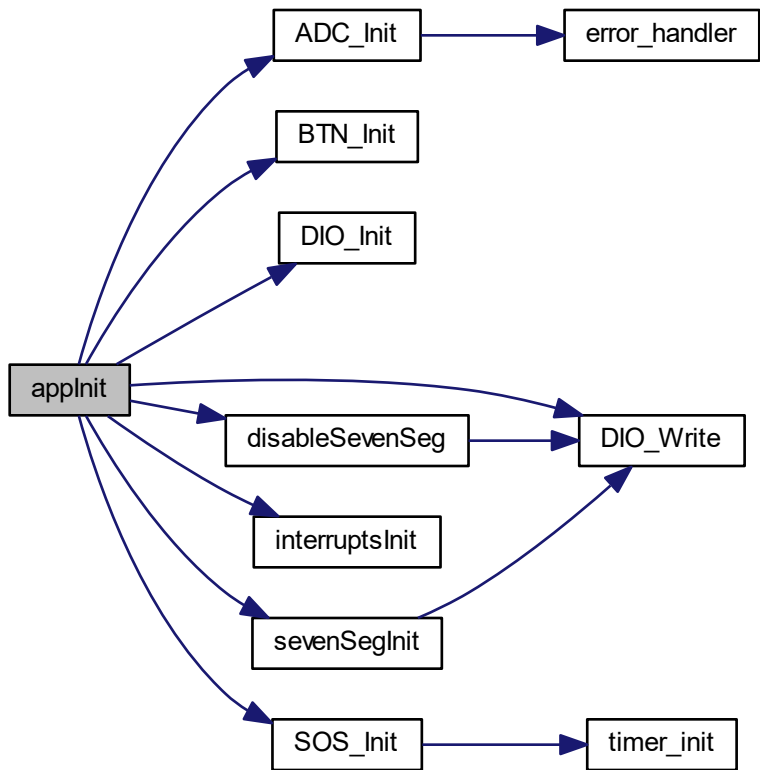 ADC_Init
error_handler
BTN_Init
DIO_Init
appInit
disableSevenSeg
DIO_Write
interruptsInit
sevenSegInit
SOS_Init
timer_init